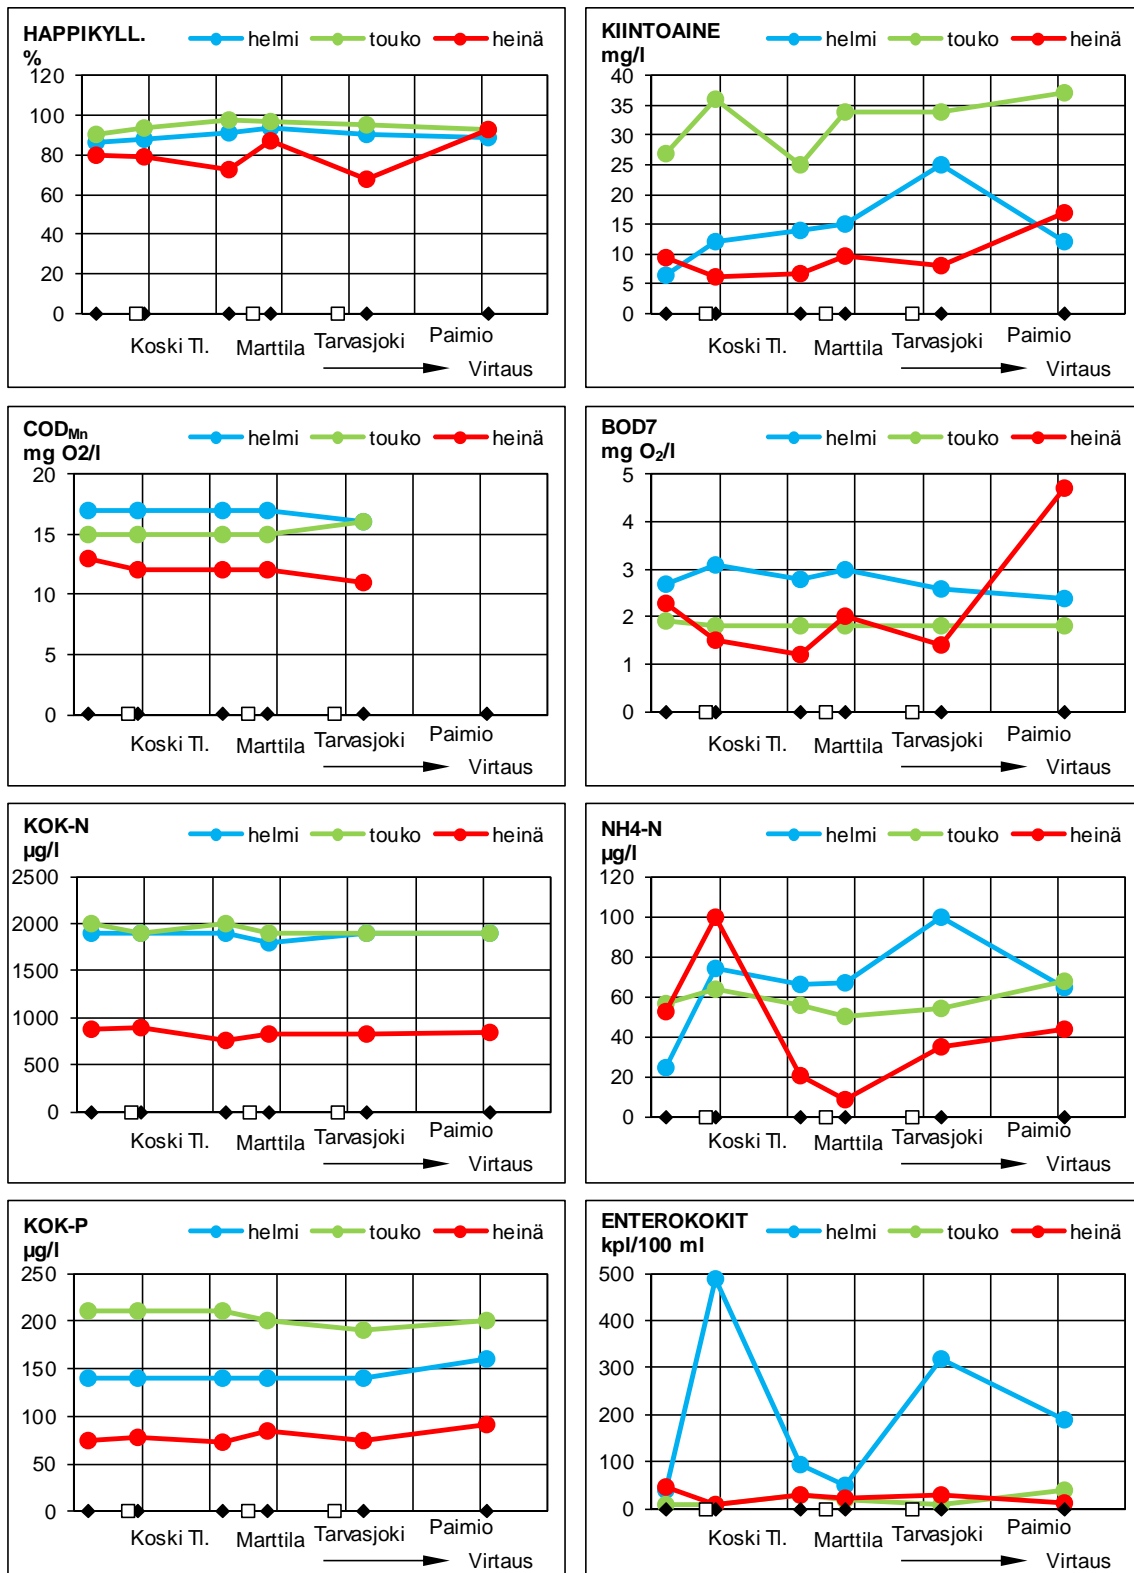 HAPPIKYLL.
%
helmi touko heinä
120
100
80
60
40
20
0
Koski Tl. Marttila Tarvasjoki Paimio
Virtaus
KIINTOAINE
mg/l
helmi touko heinä
40
35
30
25
20
15
10
5
0
Koski Tl. Marttila Tarvasjoki Paimio
Virtaus
COD_Mn
mg O2/l
helmi touko heinä
20
15
10
5
0
Koski Tl. Marttila Tarvasjoki Paimio
Virtaus
BOD7
mg O₂/l
helmi touko heinä
5
4
3
2
1
0
Koski Tl. Marttila Tarvasjoki Paimio
Virtaus
KOK-N
µg/l
helmi touko heinä
2500
2000
1500
1000
500
0
Koski Tl. Marttila Tarvasjoki Paimio
Virtaus
NH4-N
µg/l
helmi touko heinä
120
100
80
60
40
20
0
Koski Tl. Marttila Tarvasjoki Paimio
Virtaus
KOK-P
µg/l
helmi touko heinä
250
200
150
100
50
0
Koski Tl. Marttila Tarvasjoki Paimio
Virtaus
ENTEROKOKIT
kpl/100 ml
helmi touko heinä
500
400
300
200
100
0
Koski Tl. Marttila Tarvasjoki Paimio
Virtaus